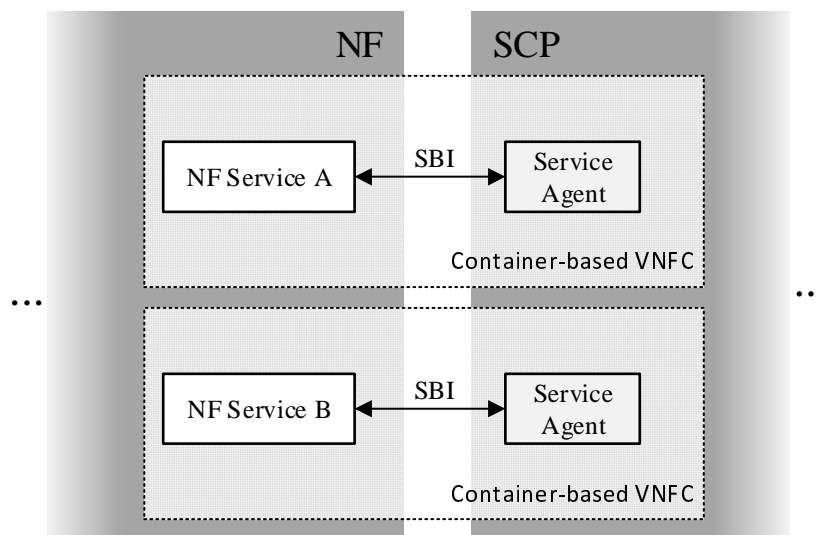 NF
SCP
NF Service A
SBI
Service
Agent
Container-based VNFC
...
..
NF Service B
SBI
Service
Agent
Container-based VNFC